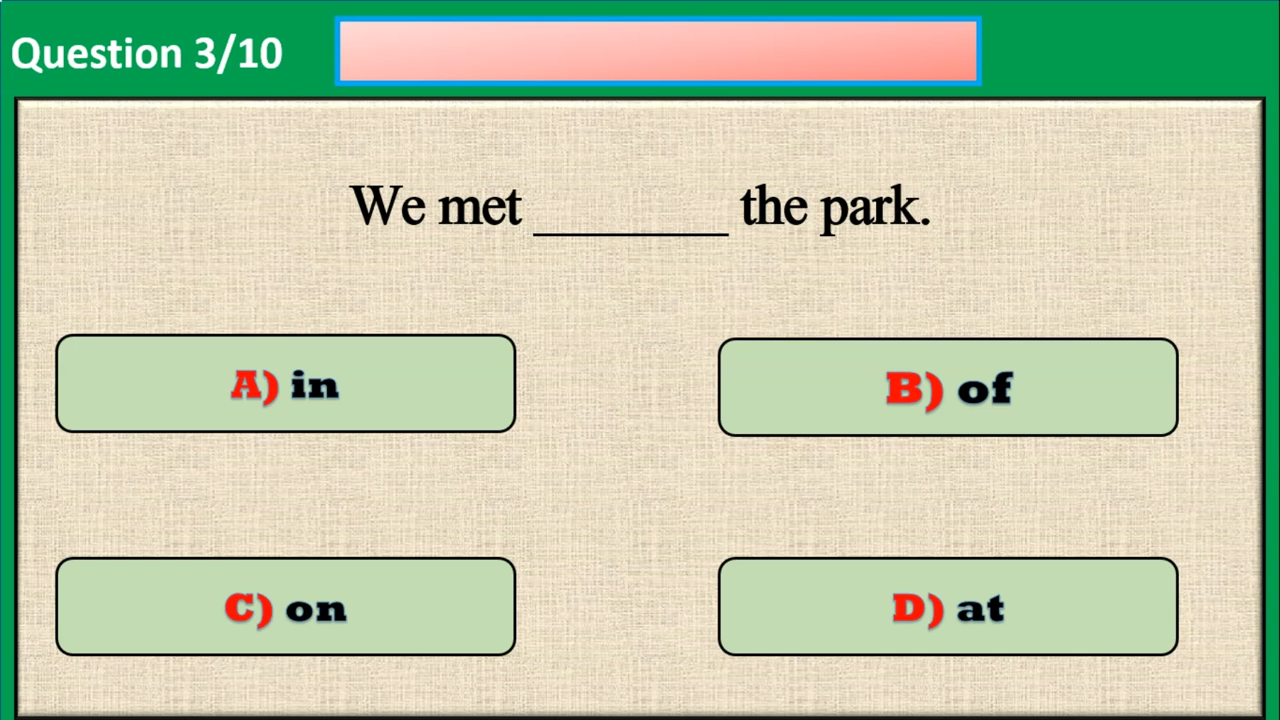 Question 3/10
We met ________ the park.
A) in
B) of
C) on
D) at